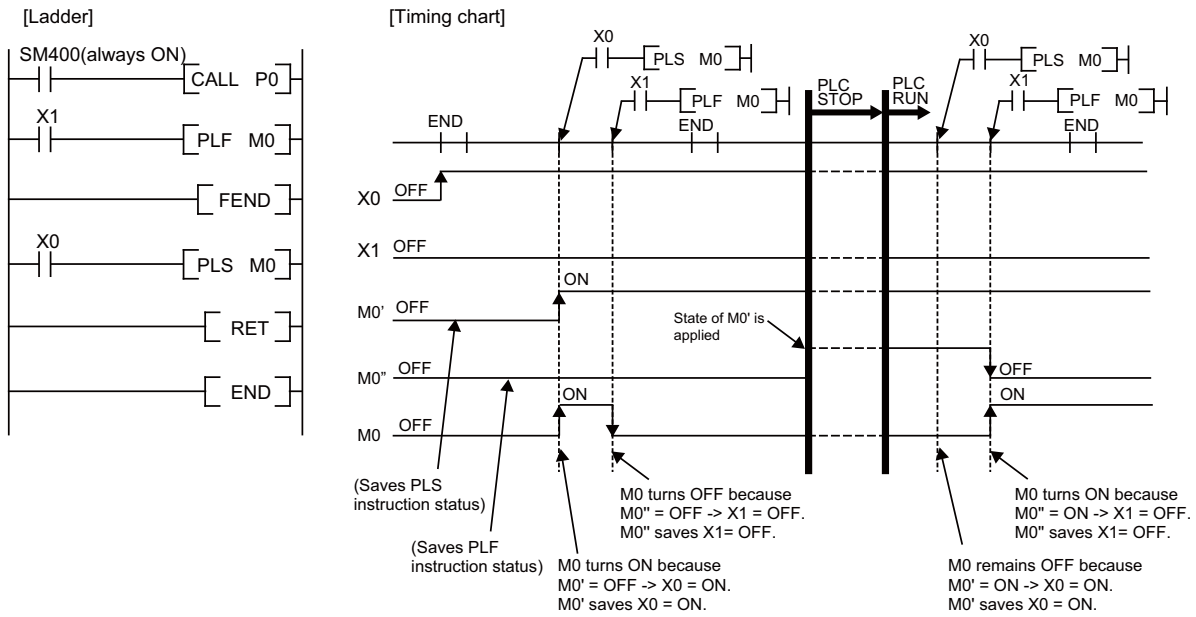 [Ladder]
SM400(always ON)
CALL P0
X1
PLF M0
FEND
X0
PLS M0
RET
END
[Timing chart]
X0
PLS M0
X1
PLF M0
END
END
PLC
STOP
PLC
RUN
X0
PLS M0
X1
PLF M0
END
X0 OFF
X1 OFF
ON
M0' OFF
State of M0' is
applied
M0" OFF
OFF
ON
ON
M0 OFF
(Saves PLS
instruction status)
(Saves PLF
instruction status)
M0 turns ON because
M0' = OFF -> X0 = ON.
M0' saves X0 = ON.
M0 turns OFF because
M0" = OFF -> X1 = OFF.
M0" saves X1= OFF.
M0 remains OFF because
M0' = ON -> X0 = ON.
M0' saves X0 = ON.
M0 turns ON because
M0" = ON -> X1 = OFF.
M0" saves X1= OFF.